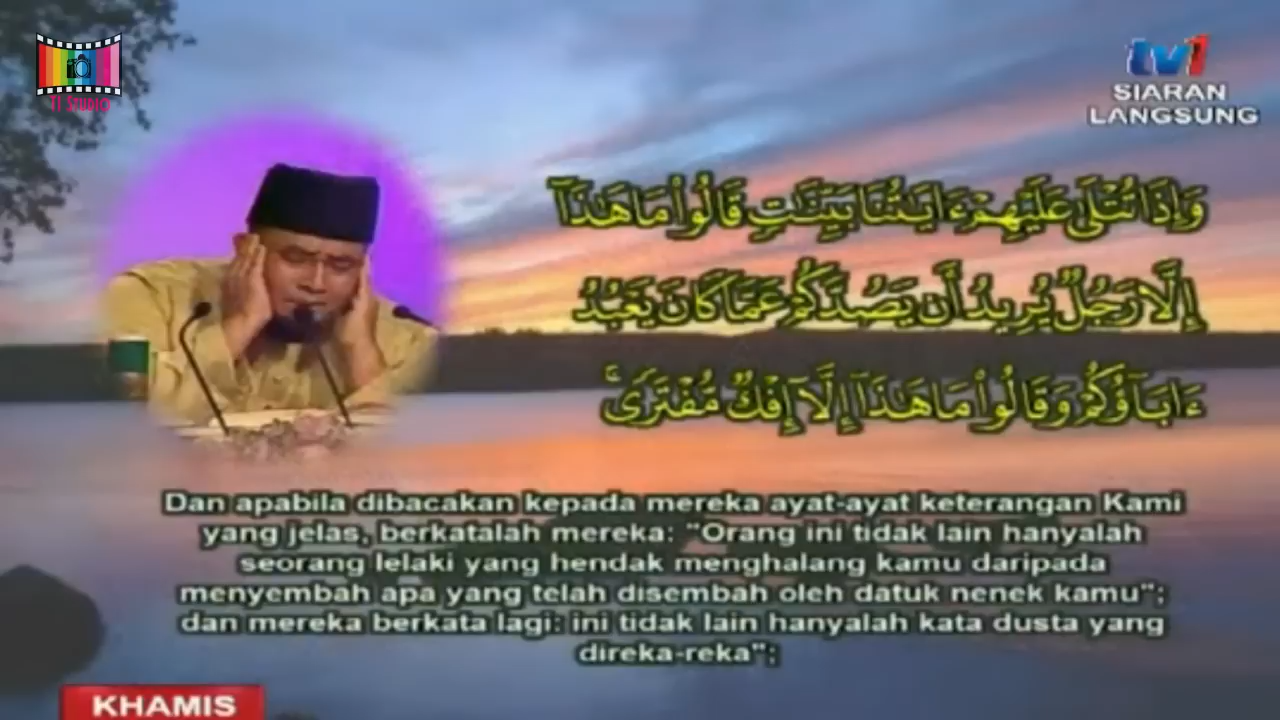 T1 STUDIO
tv1
SIARAN
LANGSUNG
وَإِذَا تُتْلَىٰ عَلَيْهِمْ ءَايَـٰتُنَا بَيِّنَـٰتٍ قَالُوا۟ مَا هَـٰذَآ
إِلَّا رَجُلٌ يُرِيدُ أَن يَصُدَّكُمْ عَمَّا كَانَ يَعْبُدُ
ءَابَآؤُكُمْ وَقَالُوا۟ مَا هَـٰذَآ إِلَّآ إِفْكٌ مُّفْتَرًى ۚ
Dan apabila dibacakan kepada mereka ayat-ayat keterangan Kami
yang jelas, berkatalah mereka: "Orang ini tidak lain hanyalah
seorang lelaki yang hendak menghalang kamu daripada
menyembah apa yang telah disembah oleh datuk nenek kamu";
dan mereka berkata lagi: ini tidak lain hanyalah kata dusta yang
direka-reka";
KHAMIS